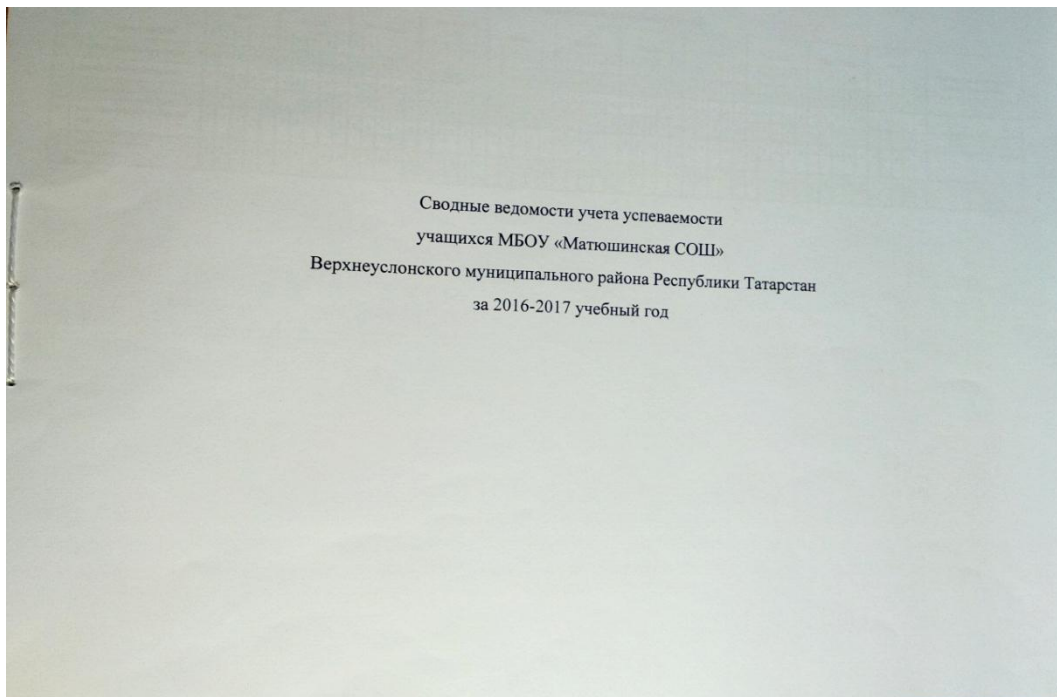 Сводные ведомости учета успеваемости
учащихся МБОУ «Матюшинская СОШ»
Верхнеуслонского муниципального района Республики Татарстан
за 2016-2017 учебный год